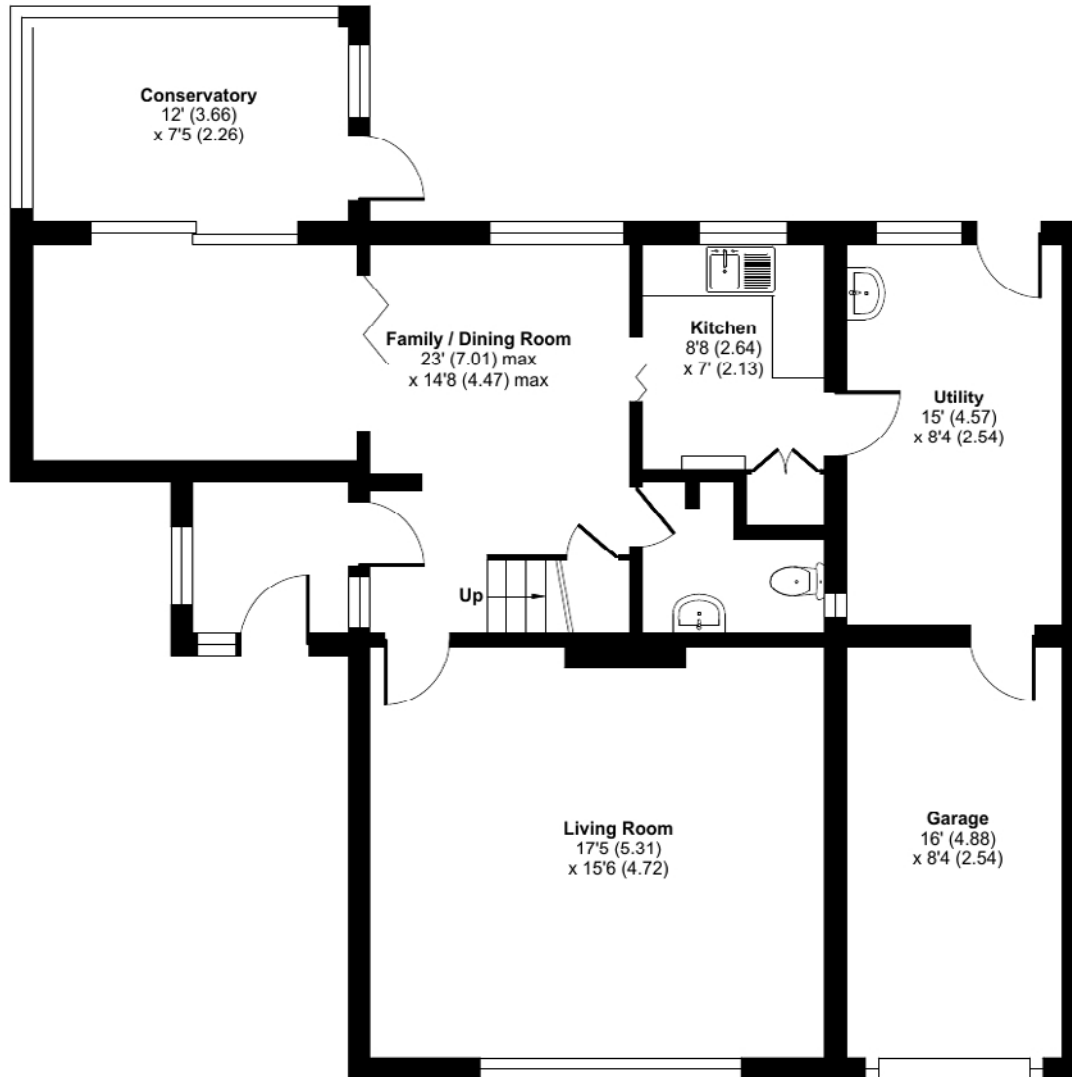 Conservatory
12' (3.66)
x 7'5 (2.26)
Family / Dining Room
23' (7.01) max
x 14'8 (4.47) max
Kitchen
8'8 (2.64)
x 7' (2.13)
Utility
15' (4.57)
x 8'4 (2.54)
Up
Living Room
17'5 (5.31)
x 15'6 (4.72)
Garage
16' (4.88)
x 8'4 (2.54)